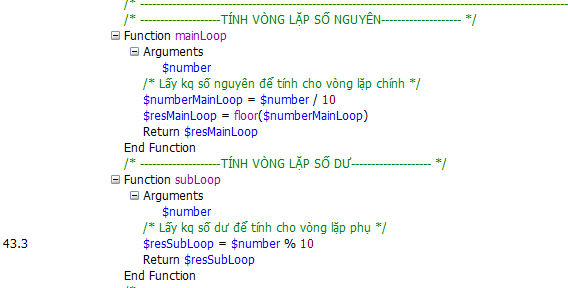 /* ---------------------------------------------------------------------------------------
/* --------------------TÍNH VÒNG LẶP SỐ NGUYÊN-------------------- */
Function mainLoop
Arguments
$number
/* Lấy kq số nguyên để tính cho vòng lặp chính */
$numberMainLoop = $number / 10
$resMainLoop = floor($numberMainLoop)
Return $resMainLoop
End Function
/* --------------------TÍNH VÒNG LẶP SỐ DƯ-------------------- */
Function subLoop
Arguments
$number
/* Lấy kq số dư để tính cho vòng lặp phụ */
43.3 $resSubLoop = $number % 10
Return $resSubLoop
End Function